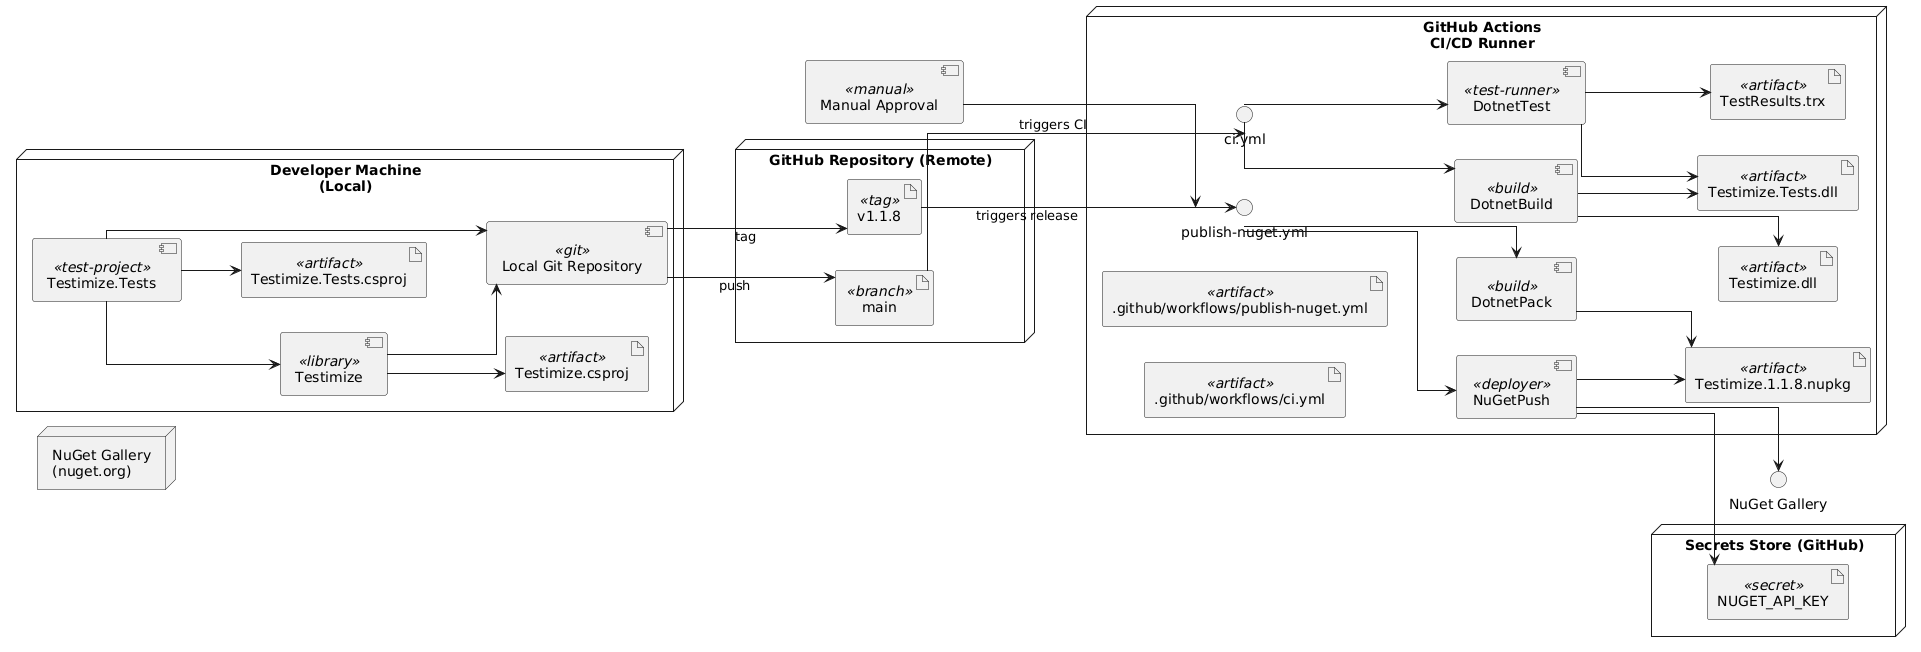 GitHub Actions
CI/CD Runner
«manual»
Manual Approval
«test-runner»
DotnetTest
«artifact»
TestResults.trx
triggers CI
ci.yml
Developer Machine
(Local)
GitHub Repository (Remote)
«tag»
v1.1.8
triggers release
publish-nuget.yml
«build»
DotnetBuild
«artifact»
Testimize.Tests.dll
«test-project»
Testimize.Tests
«artifact»
Testimize.Tests.csproj
«git»
Local Git Repository
tag
push
«branch»
main
«artifact»
.github/workflows/publish-nuget.yml
«build»
DotnetPack
«artifact»
Testimize.dll
«library»
Testimize
«artifact»
Testimize.csproj
«artifact»
.github/workflows/ci.yml
«deployer»
NuGetPush
«artifact»
Testimize.1.1.8.nupkg
NuGet Gallery
(nuget.org)
NuGet Gallery
Secrets Store (GitHub)
«secret»
NUGET_API_KEY